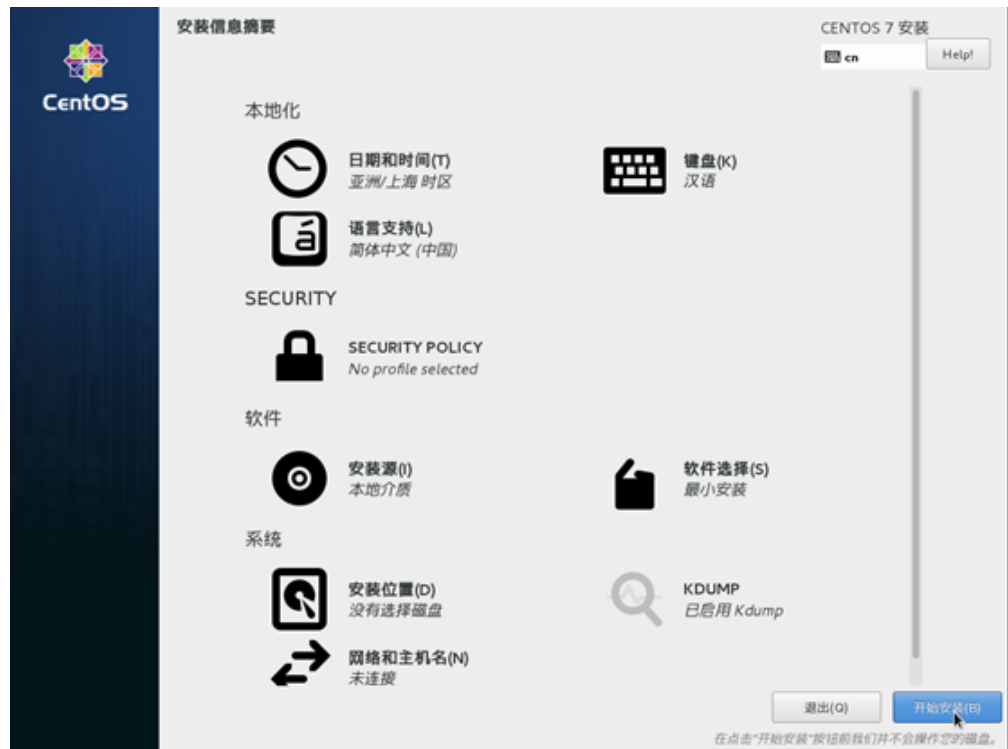 安装信息摘要
CENTOS 7 安装
cn
Help!
CentOS
本地化
日期和时间(T)
亚洲/上海 时区
键盘(K)
汉语
á
语言支持(L)
简体中文 (中国)
SECURITY
SECURITY POLICY
No profile selected
软件
安装源(I)
本地介质
软件选择(S)
最小安装
系统
安装位置(D)
没有选择磁盘
KDUMP
已启用 Kdump
网络和主机名(N)
未连接
退出(Q)
开始安装(B)
在点击“开始安装”按钮前我们并不会操作您的磁盘。